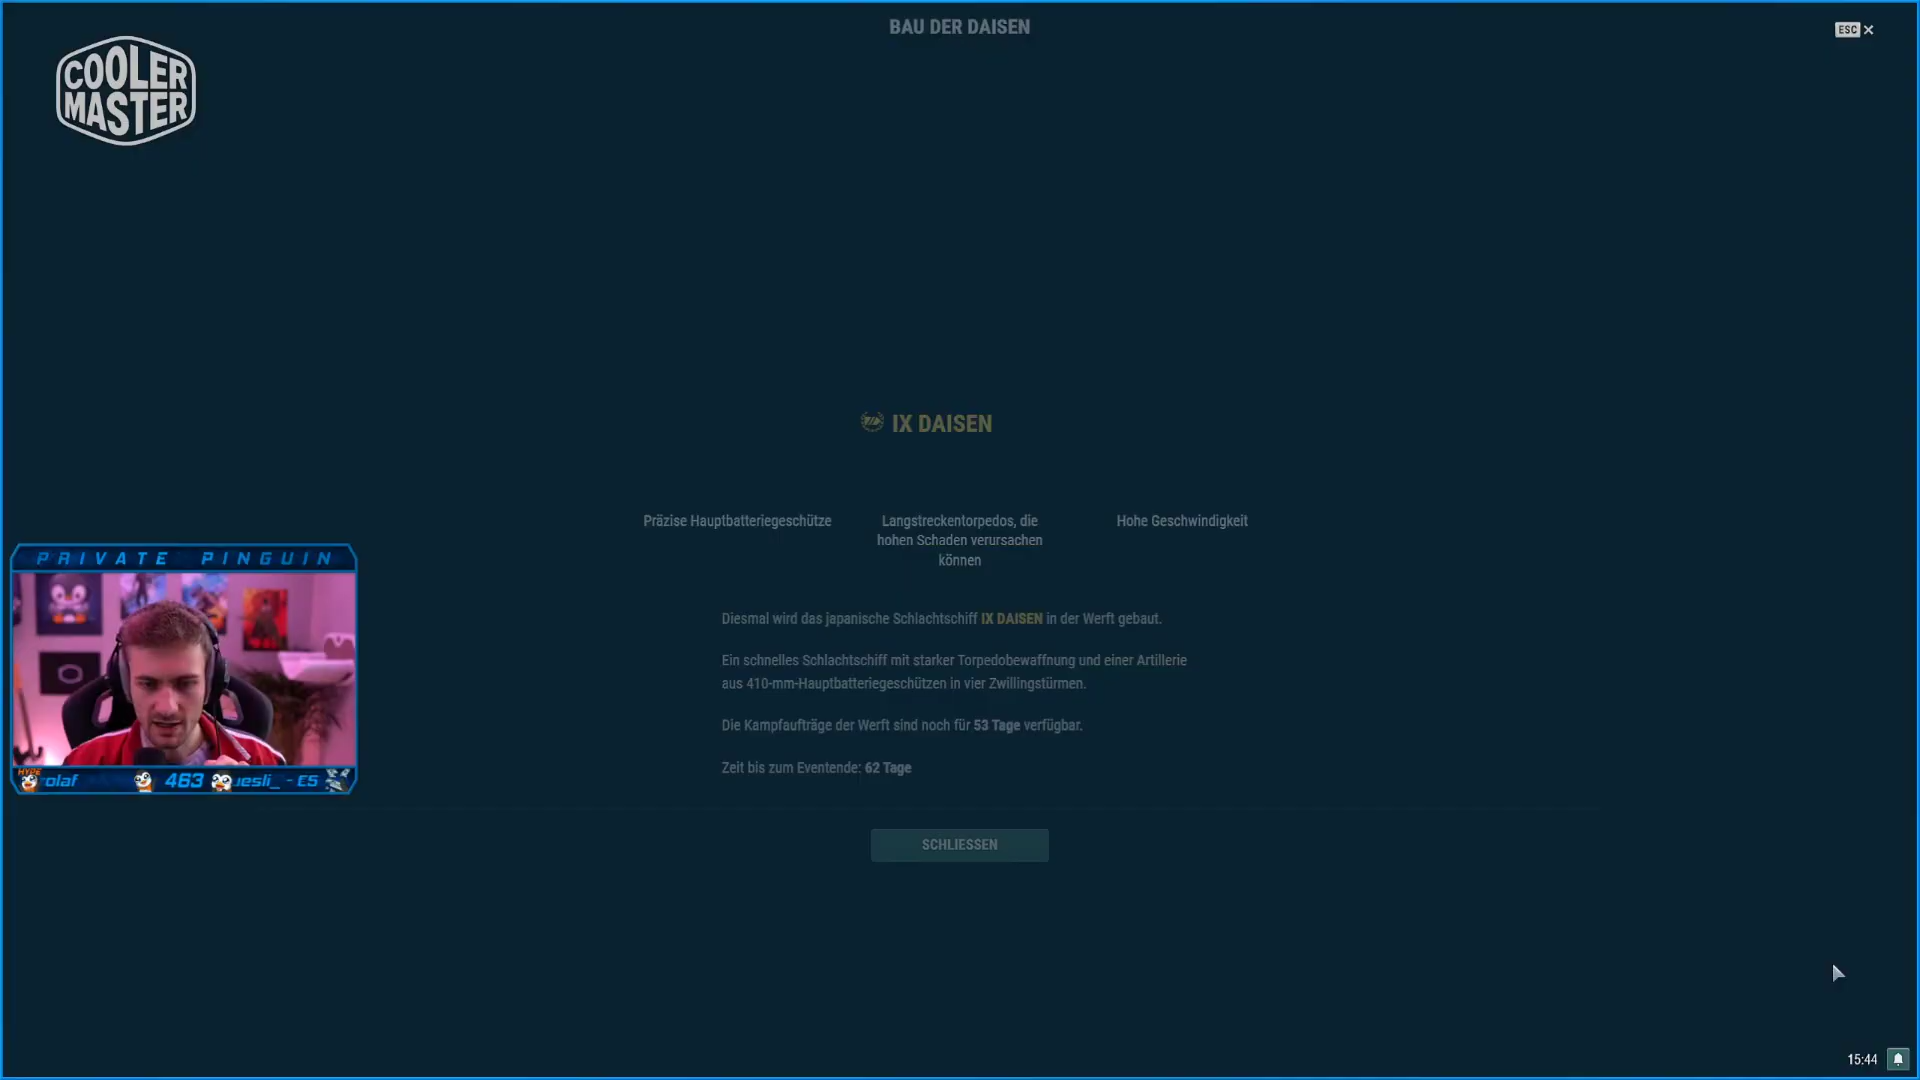 BAU DER DAISEN
ESC
COOLER
MASTER
IX DAISEN
Präzise Hauptbatteriegeschütze
Langstreckentorpedos, die
hohen Schaden verursachen
können
Hohe Geschwindigkeit
PRIVATE PINGUIN
Diesmal wird das japanische Schlachtschiff IX DAISEN in der Werft gebaut.
Ein schnelles Schlachtschiff mit starker Torpedobewaffnung und einer Artillerie
aus 410-mm-Hauptbatteriegeschützen in vier Zwillingstürmen.
Die Kampfaufträge der Werft sind noch für 53 Tage verfügbar.
Zeit bis zum Eventende: 62 Tage
HYPE
olaf 463
SCHLIESSEN
15:44